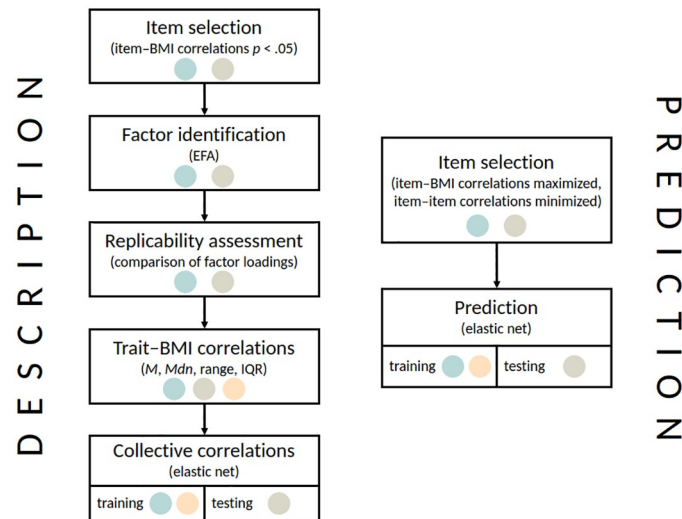 DESCRIPTION
Item selection
(item–BMI correlations p < .05)
Factor identification
(EFA)
Replicability assessment
(comparison of factor loadings)
Trait–BMI correlations
(M, Mdn, range, IQR)
Collective correlations
(elastic net)
training testing
Item selection
(item–BMI correlations maximized,
item–item correlations minimized)
Prediction
(elastic net)
training testing
PREDICTION